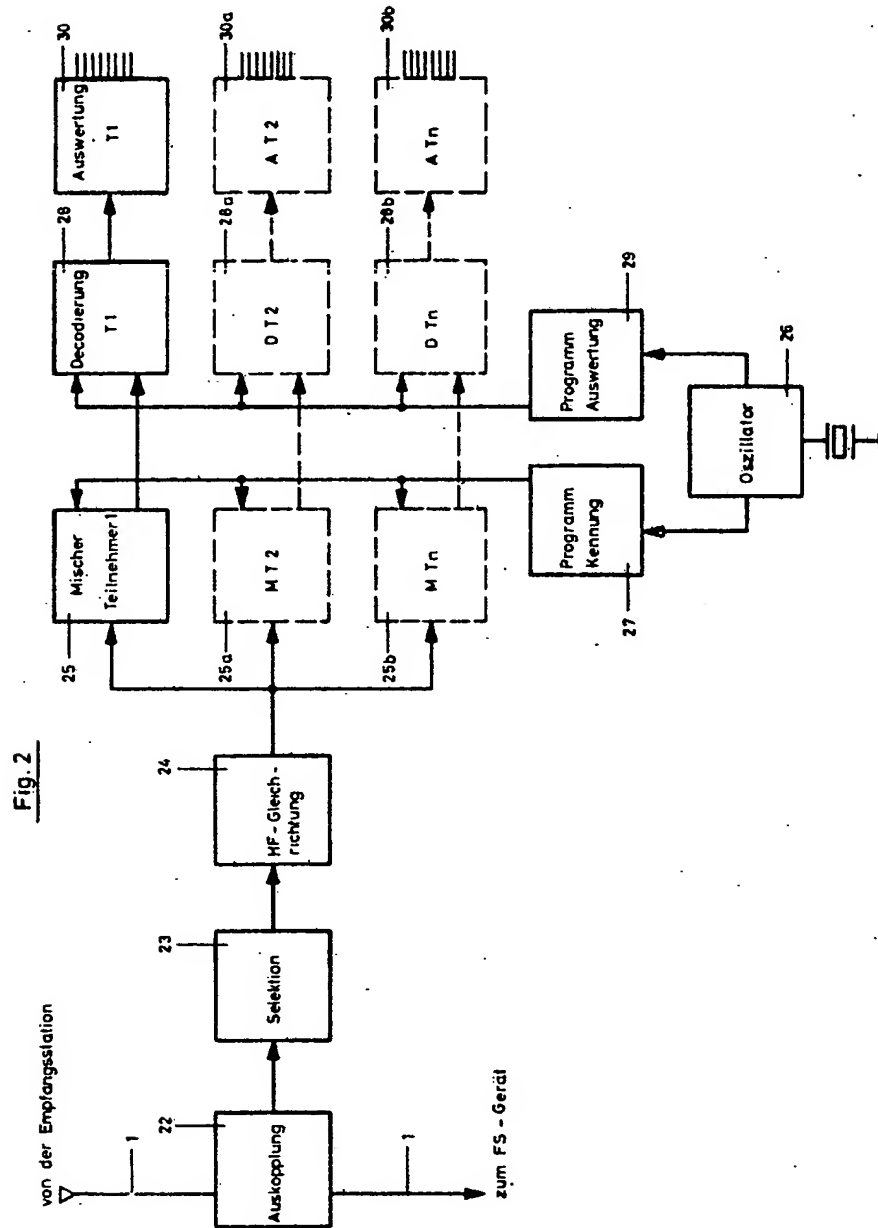 Fig. 2
von der Empfangsstation
1
22
Auskopplung
1
zum FS - Gerät
23
Selektion
24
HF - Gleich -
richtung
25
Mischer
Teilnehmer 1
25a
M T 2
25b
M Tn
28
Decodierung
T1
28a
D T 2
28b
D Tn
30
Auswertung
T1
30a
A T 2
30b
A Tn
27
Programm
Kennung
29
Programm
Auswertung
26
Oszillator